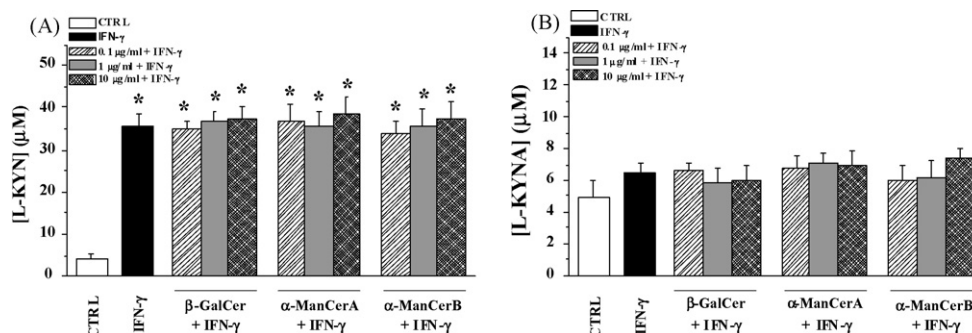 (A)
CTRL
IFN-γ
0.1 µg/ml + IFN-γ
1 µg/ml + IFN-γ
10 µg/ml + IFN-γ
[L-KYN] (µM)
50
40
30
20
10
0
* * * * * * * * * *
CTRL
IFN-γ
β-GalCer
+ IFN-γ
α-ManCerA
+ IFN-γ
α-ManCerB
+ IFN-γ
(B)
CTRL
IFN-γ
0.1 µg/ml + IFN-γ
1 µg/ml + IFN-γ
10 µg/ml + IFN-γ
[L-KYNA] (µM)
14
12
10
8
6
4
2
0
CTRL
IFN-γ
β-GalCer
+ IFN-γ
α-ManCerA
+ IFN-γ
α-ManCerB
+ IFN-γ